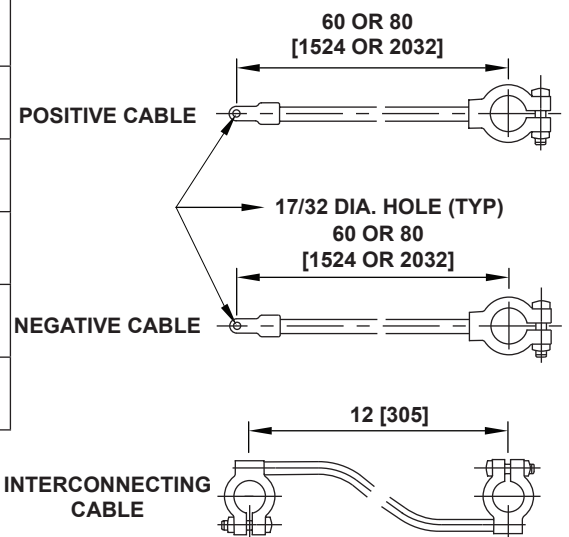 60 OR 80
[1524 OR 2032]
POSITIVE CABLE
17/32 DIA. HOLE (TYP)
60 OR 80
[1524 OR 2032]
NEGATIVE CABLE
12 [305]
INTERCONNECTING
CABLE